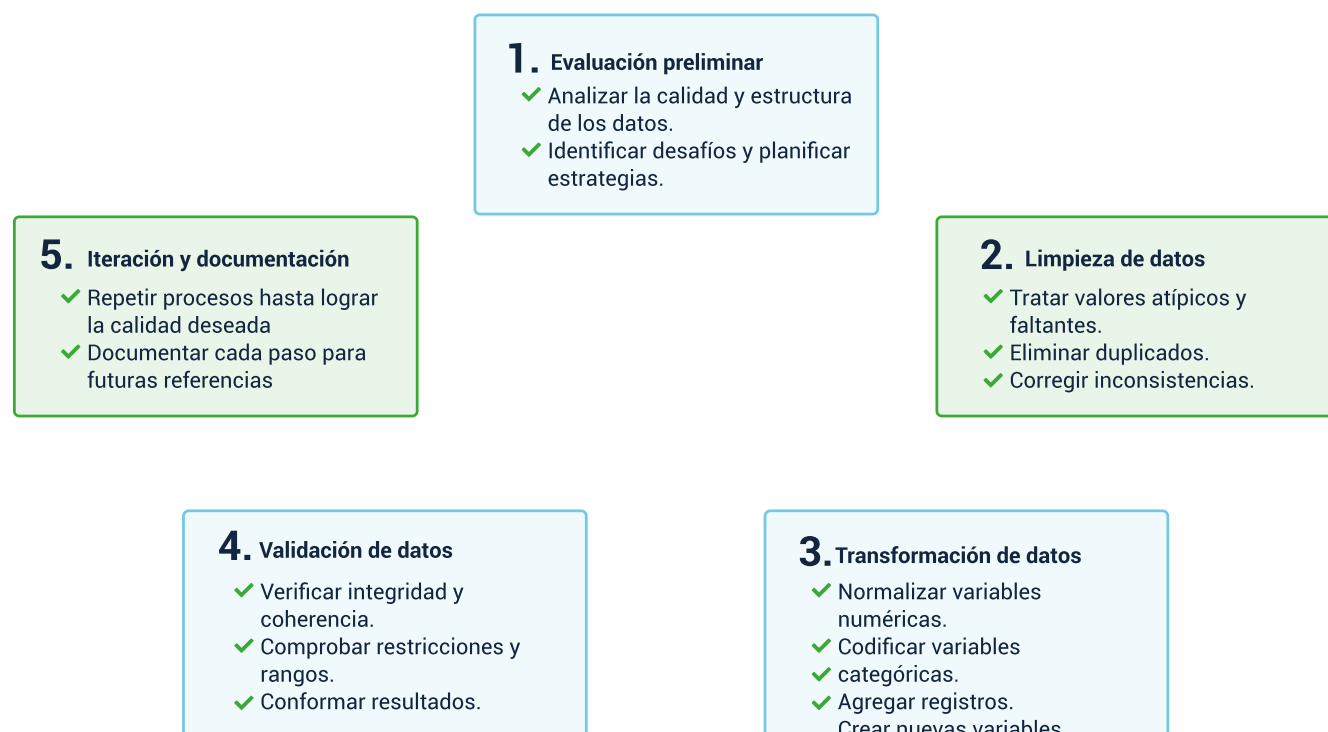 1. Evaluación preliminar
Analizar la calidad y estructura
de los datos.
Identificar desafíos y planificar
estrategias.
2. Limpieza de datos
Tratar valores atípicos y
faltantes.
Eliminar duplicados.
Corregir inconsistencias.
3. Transformación de datos
Normalizar variables
numéricas.
Codificar variables
categóricas.
Agregar registros.
Crear nuevas variables
4. Validación de datos
Verificar integridad y
coherencia.
Comprobar restricciones y
rangos.
Conformar resultados.
5. Iteración y documentación
Repetir procesos hasta lograr
la calidad deseada
Documentar cada paso para
futuras referencias